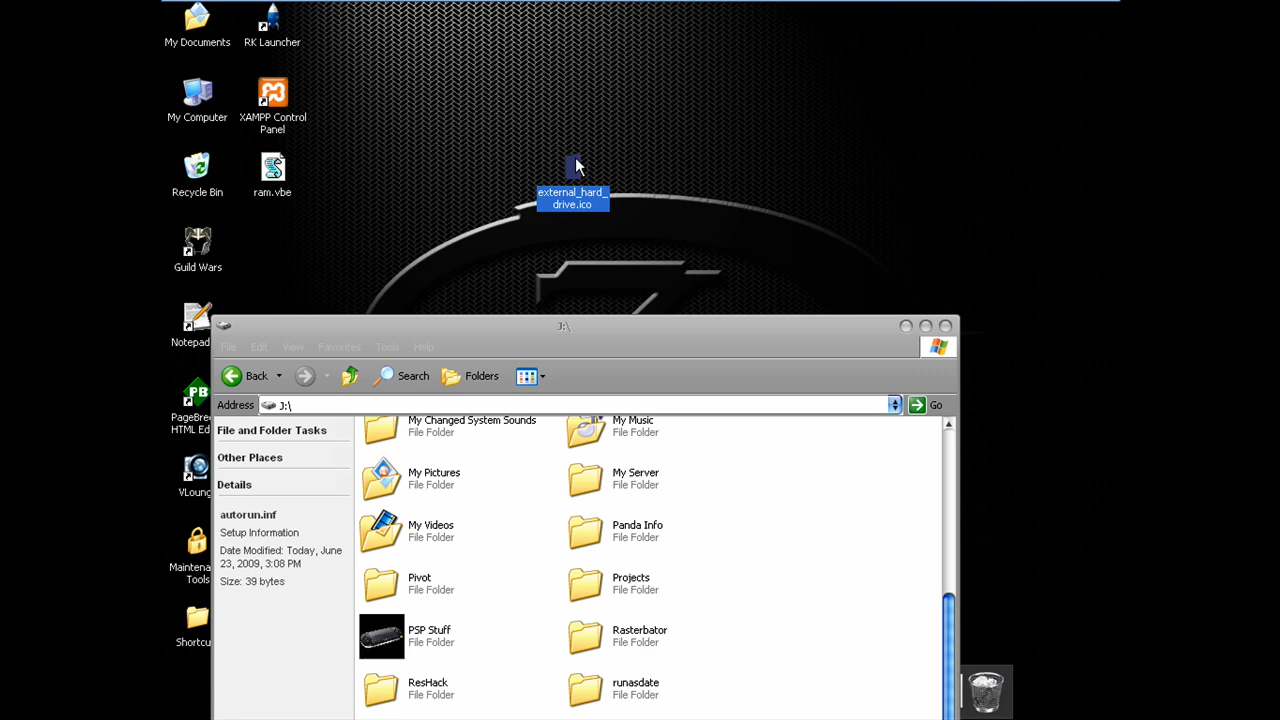 My Documents
RK Launcher
My Computer
XAMPP Control
Panel
Recycle Bin
ram.vbe
external_hard_
drive.ico
Guild Wars
Notepad
PB
PageBre
HTML Ed
VLoung
Maintena
Tools
Shortcu
J:\
File Edit View Favorites Tools Help
Back Search Folders
Address J:\ Go
File and Folder Tasks
Other Places
Details
autorun.inf
Setup Information
Date Modified: Today, June
23, 2009, 3:08 PM
Size: 39 bytes
My Changed System Sounds
File Folder
My Music
File Folder
My Pictures
File Folder
My Server
File Folder
My Videos
File Folder
Panda Info
File Folder
Pivot
File Folder
Projects
File Folder
PSP Stuff
File Folder
Rasterbator
File Folder
ResHack
File Folder
runasdate
File Folder